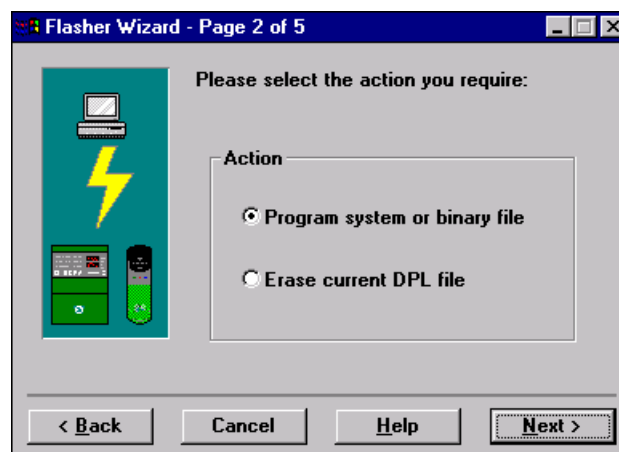 Flasher Wizard - Page 2 of 5
Please select the action you require:
Action
Program system or binary file
Erase current DPL file
< Back
Cancel
Help
Next >